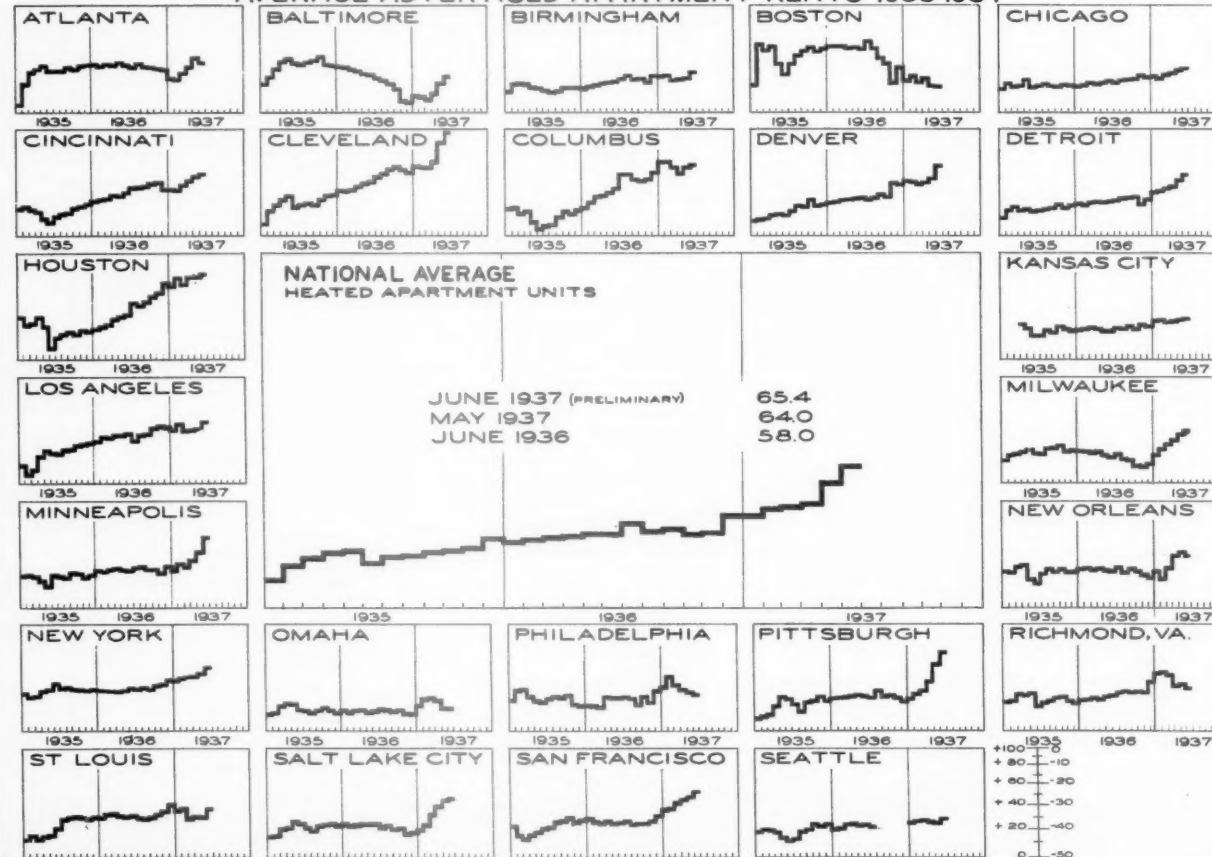 ATLANTA BALTIMORE BIRMINGHAM BOSTON CHICAGO
1935 1936 1937 1935 1936 1937 1935 1936 1937 1935 1936 1937 1935 1936 1937
CINCINNATI CLEVELAND COLUMBUS DENVER DETROIT
1935 1936 1937 1935 1936 1937 1935 1936 1937 1935 1936 1937 1935 1936 1937
HOUSTON
1935 1936 1937
NATIONAL AVERAGE
HEATED APARTMENT UNITS
JUNE 1937 (PRELIMINARY) 65.4
MAY 1937 64.0
JUNE 1936 58.0
1935 1936 1937
KANSAS CITY
1935 1936 1937
LOS ANGELES
1935 1936 1937
MILWAUKEE
1935 1936 1937
MINNEAPOLIS
1935 1936 1937
NEW ORLEANS
1935 1936 1937
NEW YORK OMAHA PHILADELPHIA PITTSBURGH RICHMOND, VA.
1935 1936 1937 1935 1936 1937 1935 1936 1937 1935 1936 1937 1935 1936 1937
ST LOUIS SALT LAKE CITY SAN FRANCISCO SEATTLE
+100 0
+80 -10
+60 -20
+40 -30
+20 -40
0 -50